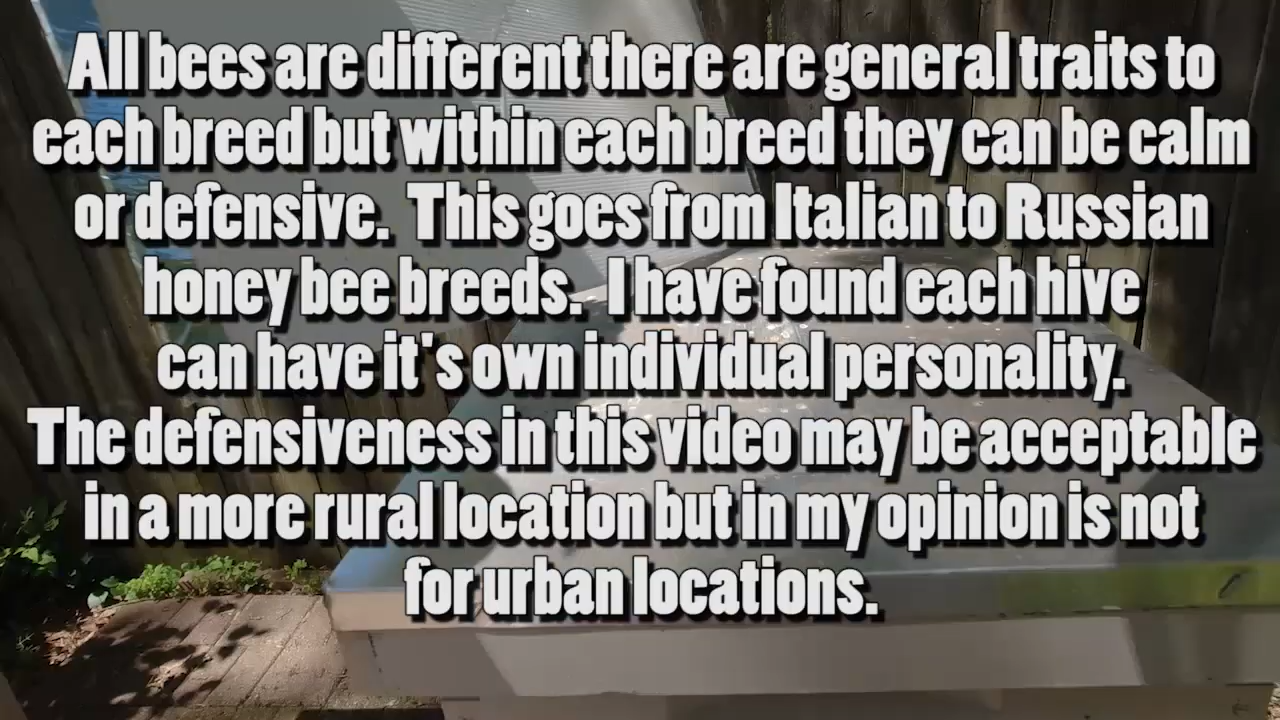 All bees are different there are general traits to
each breed but within each breed they can be calm
or defensive.  This goes from Italian to Russian
honey bee breeds.  I have found each hive
can have it's own individual personality.
The defensiveness in this video may be acceptable
in a more rural location but in my opinion is not
for urban locations.